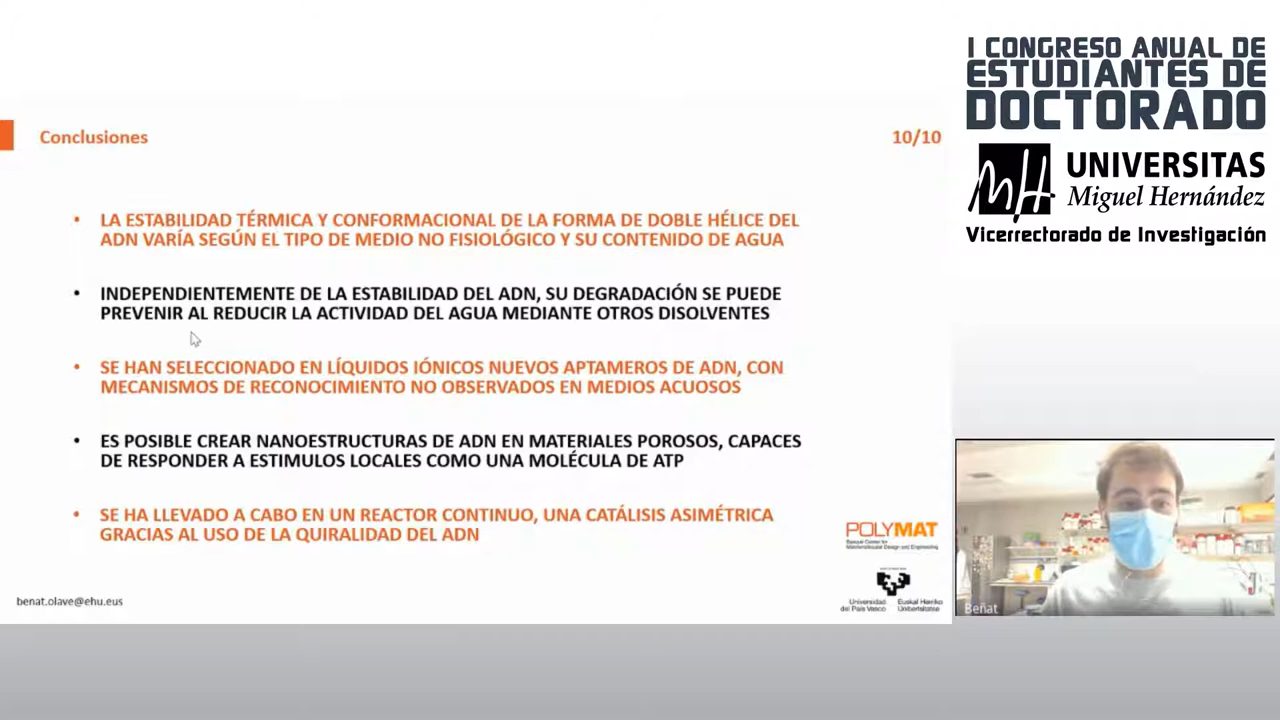 I CONGRESO ANUAL DE
ESTUDIANTES DE
DOCTORADO
UNIVERSITAS
Miguel Hernández
Vicerrectorado de Investigación
Conclusiones
10/10
• LA ESTABILIDAD TÉRMICA Y CONFORMACIONAL DE LA FORMA DE DOBLE HÉLICE DEL
ADN VARÍA SEGÚN EL TIPO DE MEDIO NO FISIOLÓGICO Y SU CONTENIDO DE AGUA
• INDEPENDIENTEMENTE DE LA ESTABILIDAD DEL ADN, SU DEGRADACIÓN SE PUEDE
PREVENIR AL REDUCIR LA ACTIVIDAD DEL AGUA MEDIANTE OTROS DISOLVENTES
• SE HAN SELECCIONADO EN LÍQUIDOS IÓNICOS NUEVOS APTAMEROS DE ADN, CON
MECANISMOS DE RECONOCIMIENTO NO OBSERVADOS EN MEDIOS ACUOSOS
• ES POSIBLE CREAR NANOESTRUCTURAS DE ADN EN MATERIALES POROSOS, CAPACES
DE RESPONDER A ESTIMULOS LOCALES COMO UNA MOLÉCULA DE ATP
• SE HA LLEVADO A CABO EN UN REACTOR CONTINUO, UNA CATÁLISIS ASIMÉTRICA
GRACIAS AL USO DE LA QUIRALIDAD DEL ADN
POLYMAT
Basque Center for
Macromolecular Design and Engineering
Universidad
del País Vasco
Euskal Herriko
Unibertsitatea
benat.olave@ehu.eus
Beñat